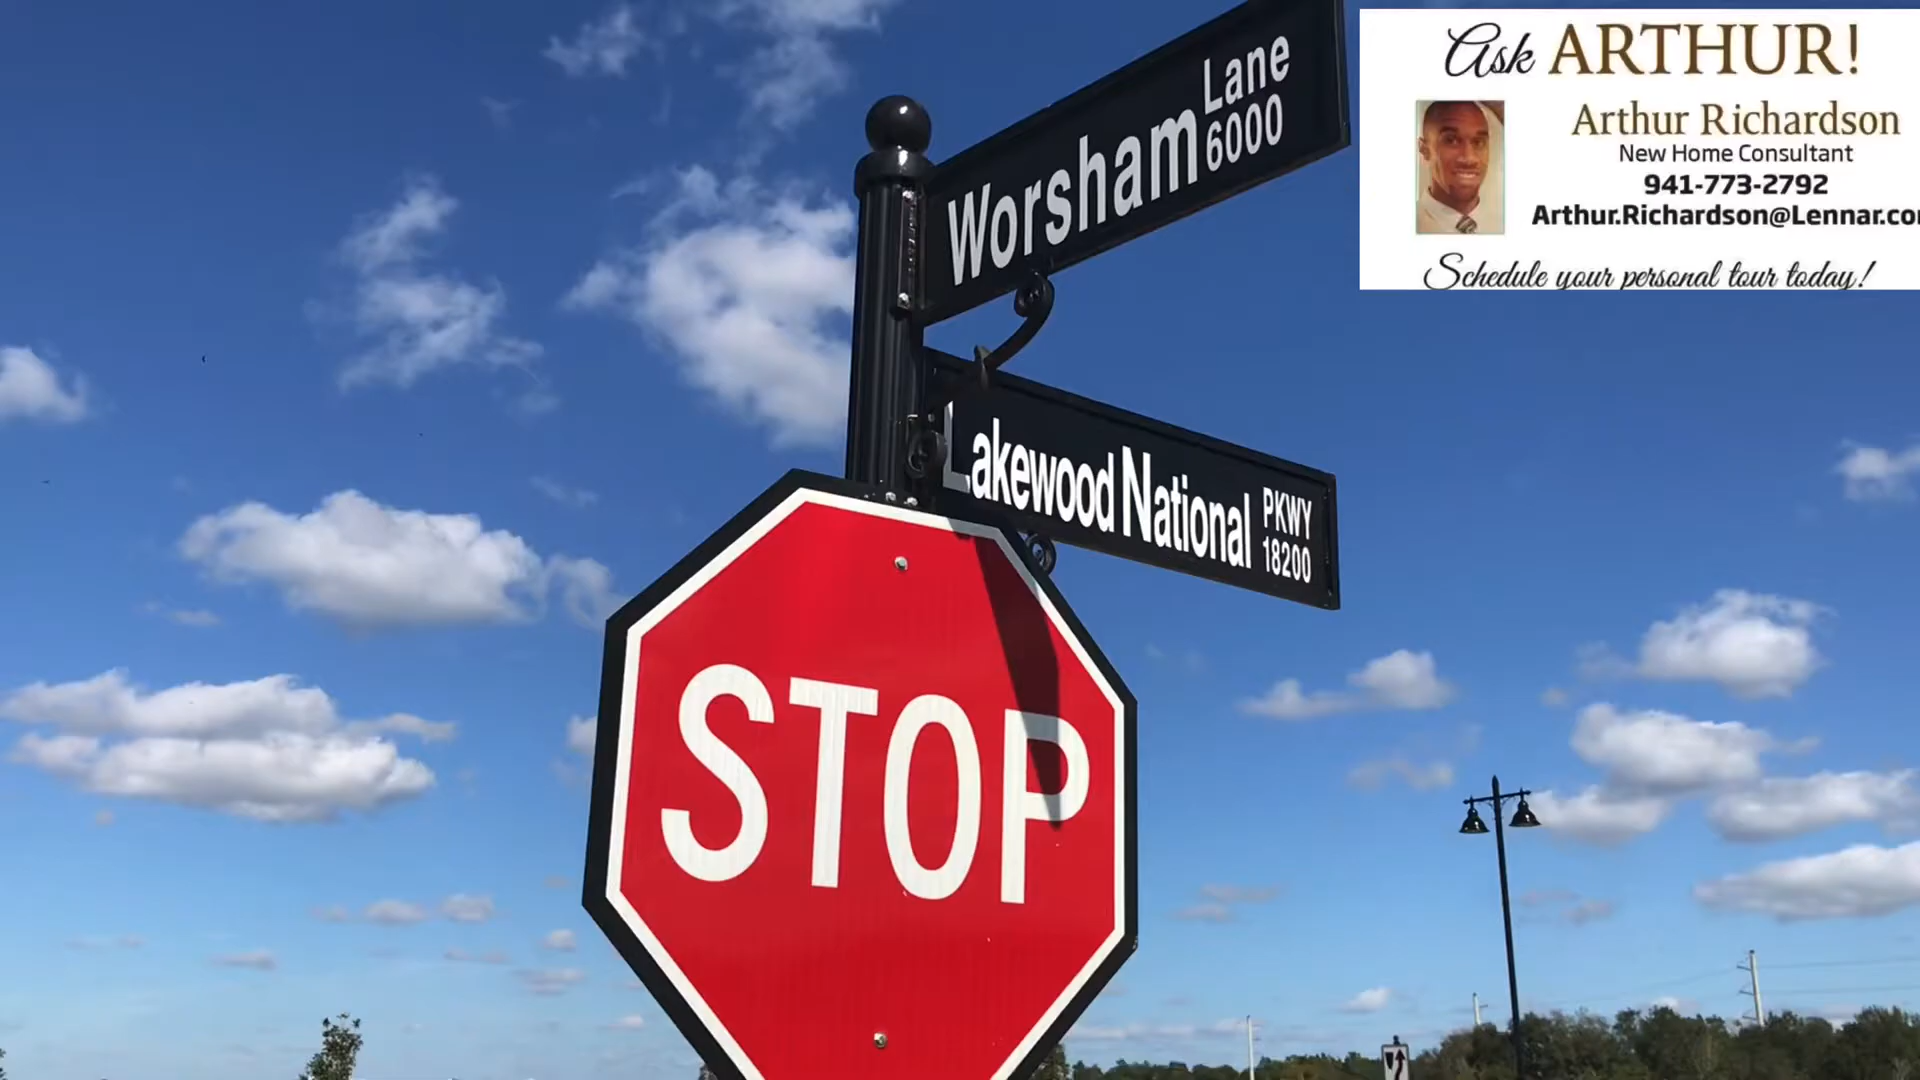 Ask ARTHUR!
Arthur Richardson
New Home Consultant
941-773-2792
Arthur.Richardson@Lennar.co
Schedule your personal tour today!
Worsham Lane 6000
Lakewood National PKWY 18200
STOP